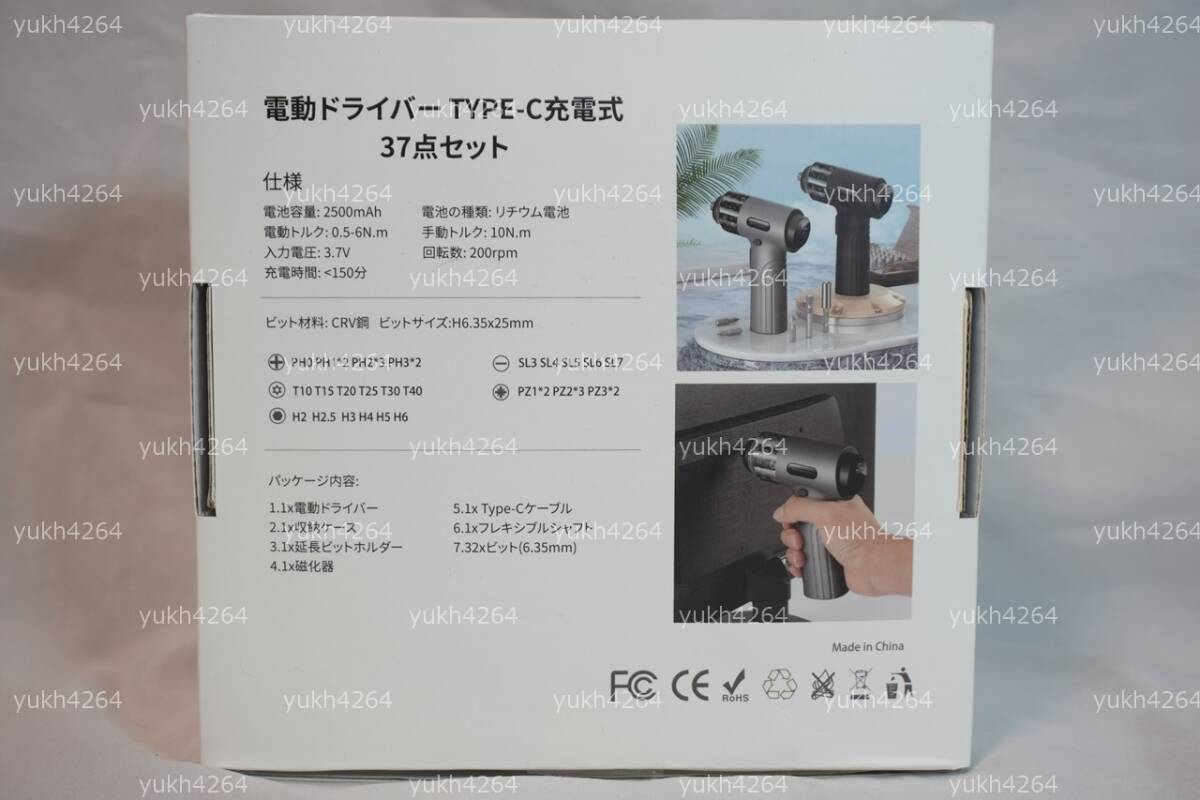 電動ドライバー TYPE-C充電式
37点セット
仕様
電池容量: 2500mAh 電池の種類: リチウム電池
電動トルク: 0.5-6N.m 手動トルク: 10N.m
入力電圧: 3.7V 回転数: 200rpm
充電時間: <150分
ビット材料: CRV鋼 ビットサイズ:H6.35x25mm
PH0 PH1*2 PH2*3 PH3*2 SL3 SL4 SL5 SL6 SL7
T10 T15 T20 T25 T30 T40 PZ1*2 PZ2*3 PZ3*2
H2 H2.5 H3 H4 H5 H6
パッケージ内容:
1.1x電動ドライバー 5.1x Type-Cケーブル
2.1x収納ケース 6.1xフレキシブルシャフト
3.1x延長ビットホルダー 7.32xビット(6.35mm)
4.1x磁化器
Made in China
FC CE RoHS
yukh4264